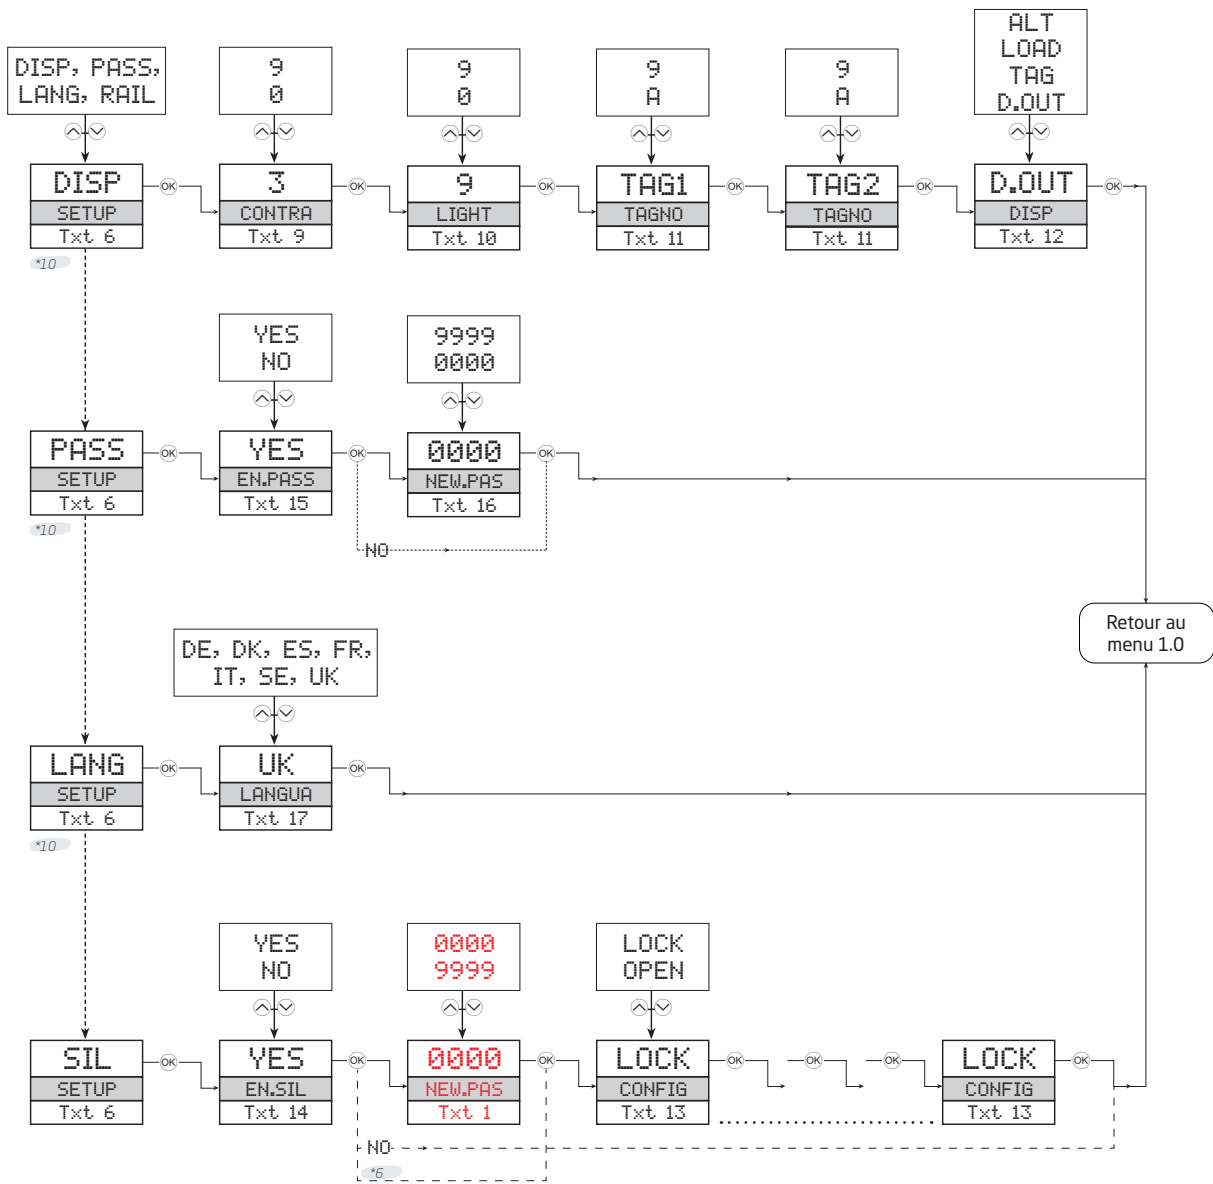 ALT
LOAD
TAG
D.OUT
DISP, PASS,
LANG, RAIL
9
0
9
0
9
A
9
A
DISP
SETUP
Txt 6
OK
3
CONTRA
Txt 9
OK
9
LIGHT
Txt 10
OK
TAG1
TAGNO
Txt 11
OK
TAG2
TAGNO
Txt 11
OK
D.OUT
DISP
Txt 12
OK
*10
YES
NO
9999
0000
PASS
SETUP
Txt 6
OK
YES
EN.PASS
Txt 15
OK
0000
NEW.PAS
Txt 16
OK
*10
NO
Retour au
menu 1.0
DE, DK, ES, FR,
IT, SE, UK
LANG
SETUP
Txt 6
OK
UK
LANGUA
Txt 17
OK
*10
YES
NO
0000
9999
LOCK
OPEN
SIL
SETUP
Txt 6
OK
YES
EN.SIL
Txt 14
OK
0000
NEW.PAS
Txt 1
OK
LOCK
CONFIG
Txt 13
OK
OK
OK
LOCK
CONFIG
Txt 13
OK
NO
*6